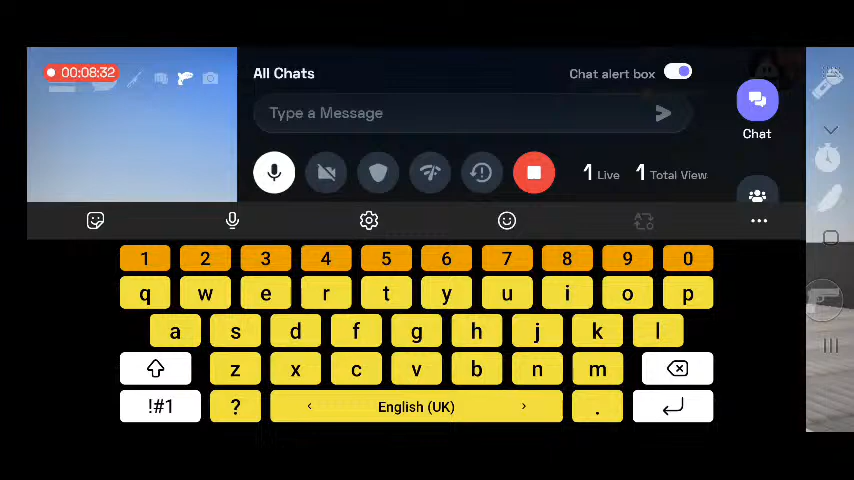 00:08:32
All Chats
Chat alert box
Type a Message
Chat
1 Live 1 Total View
1 2 3 4 5 6 7 8 9 0
q w e r t y u i o p
a s d f g h j k l
z x c v b n m
!#1 ? < English (UK) > .